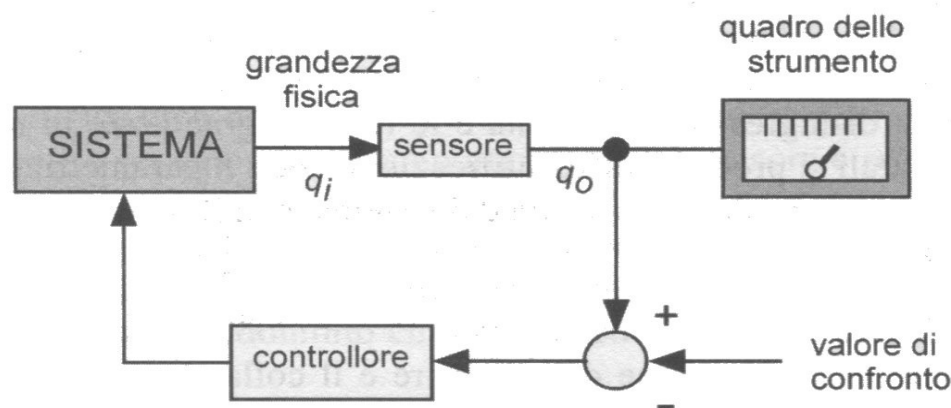 quadro dello
strumento
grandezza
fisica
SISTEMA
sensore
qi
qo
+
controllore
valore di
confronto
-